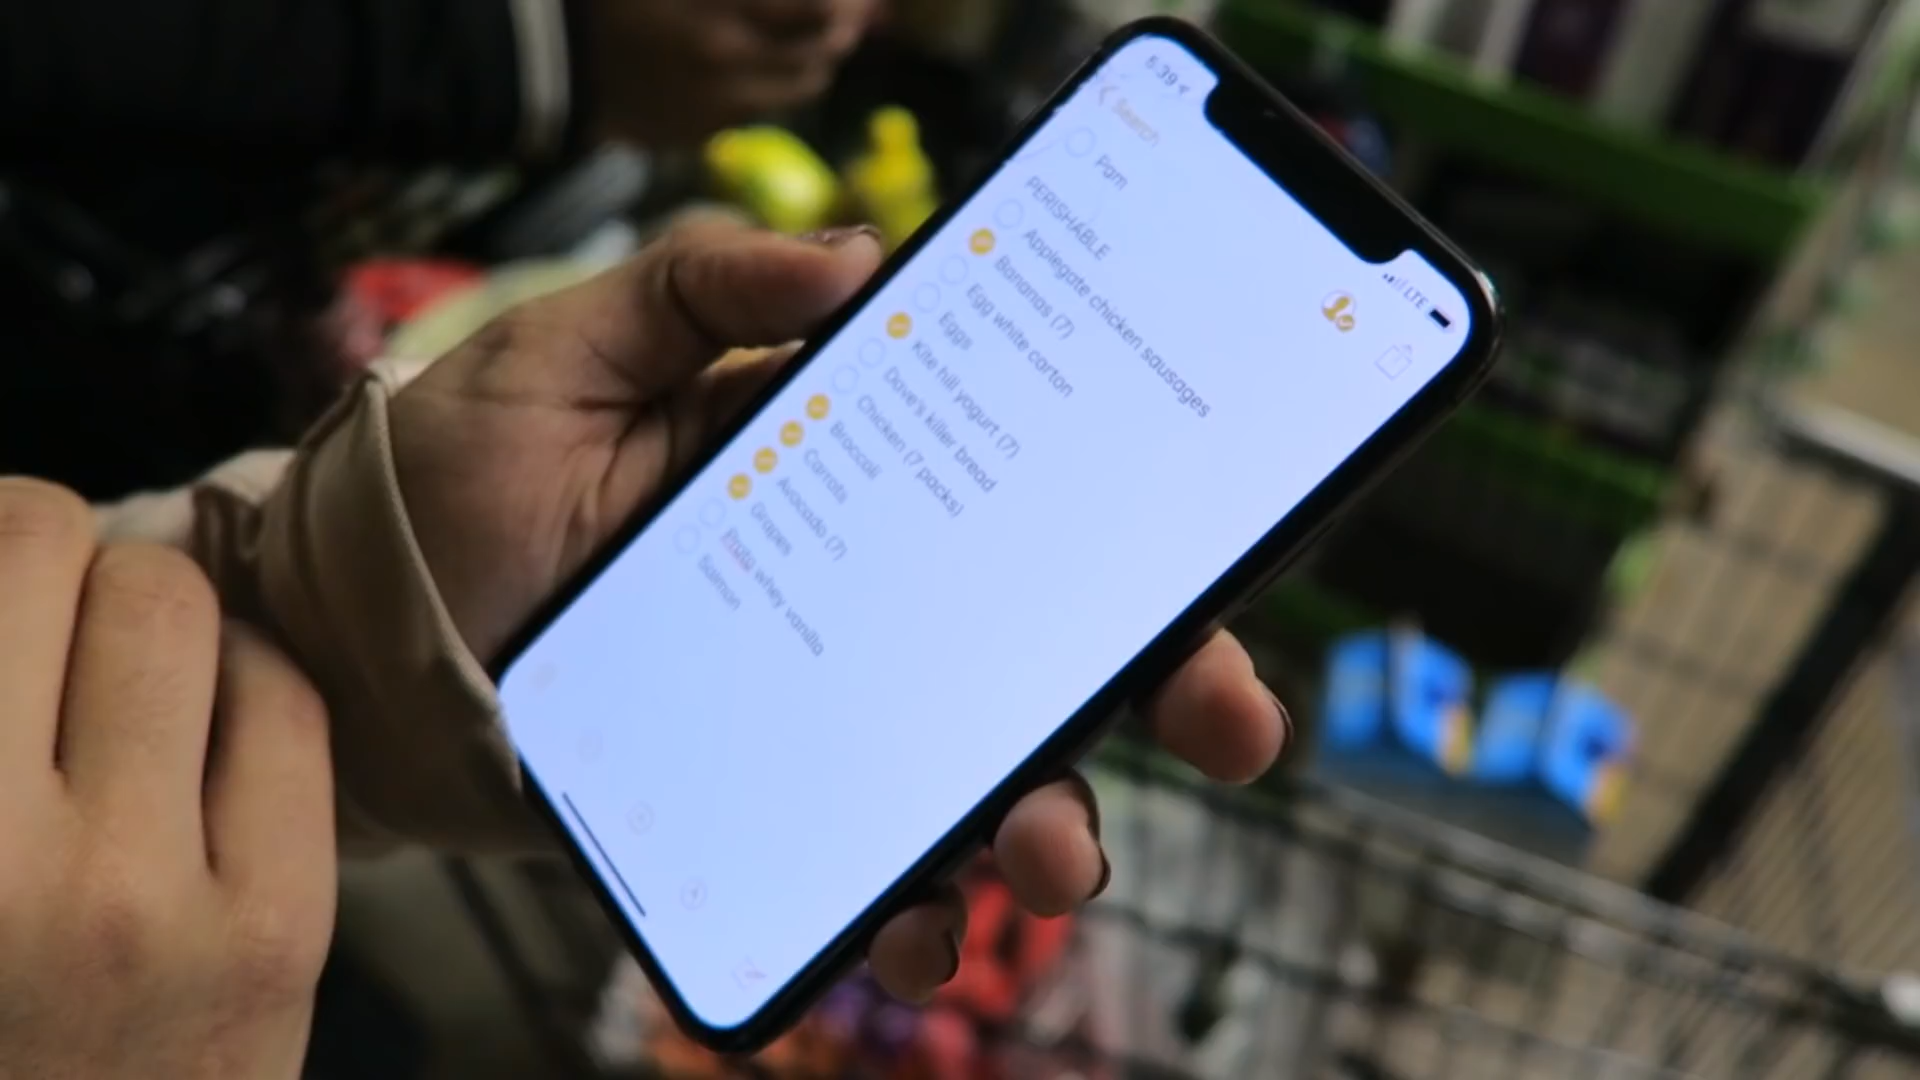 5:39
LTE
Search
Pam
PERISHABLE
Applegate chicken sausages
Bananas (7)
Egg white carton
Eggs
Kite hill yogurt (7)
Dave's killer bread
Chicken (7 packs)
Broccoli
Carrots
Avocado (7)
Grapes
Proto whey vanilla
Salmon